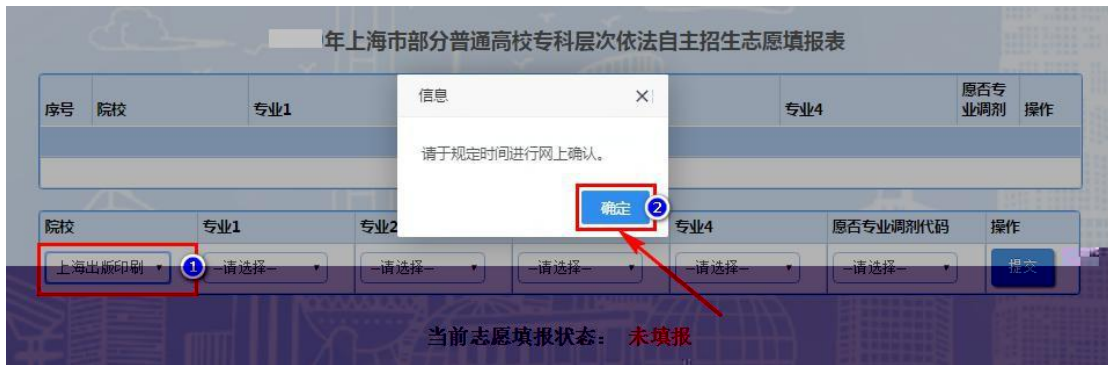 年上海市部分普通高校专科层次依法自主招生志愿填报表
序号 院校 专业1 专业4 愿否专业调剂 操作
信息
请于规定时间进行网上确认。
确定 2
院校 专业1 专业2 专业4 愿否专业调剂代码 操作
上海出版印刷 1 --请选择-- --请选择-- --请选择-- --请选择-- --请选择-- 提交
当前志愿填报状态: 未填报